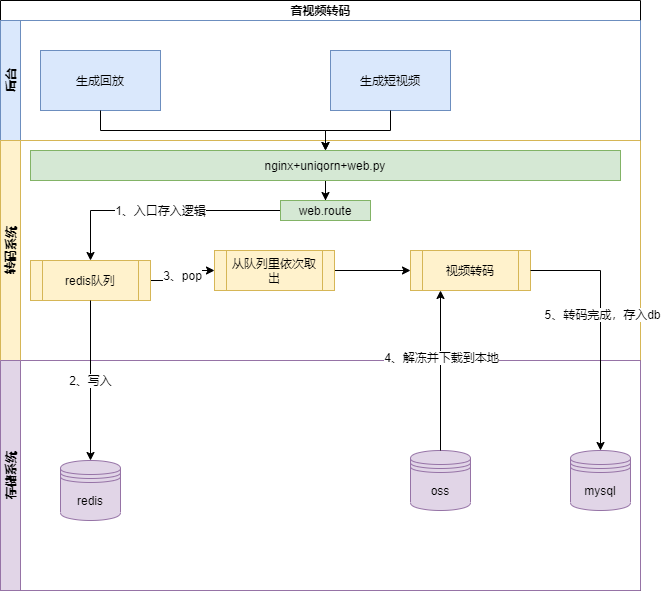 音视频转码
后台
生成回放
生成短视频
转码系统
nginx+uniqorn+web.py
web.route
1、入口存入逻辑
redis队列
3、pop
从队列里依次取
出
视频转码
5、转码完成，存入db
4、解冻并下载到本地
2、写入
存储系统
redis
oss
mysql